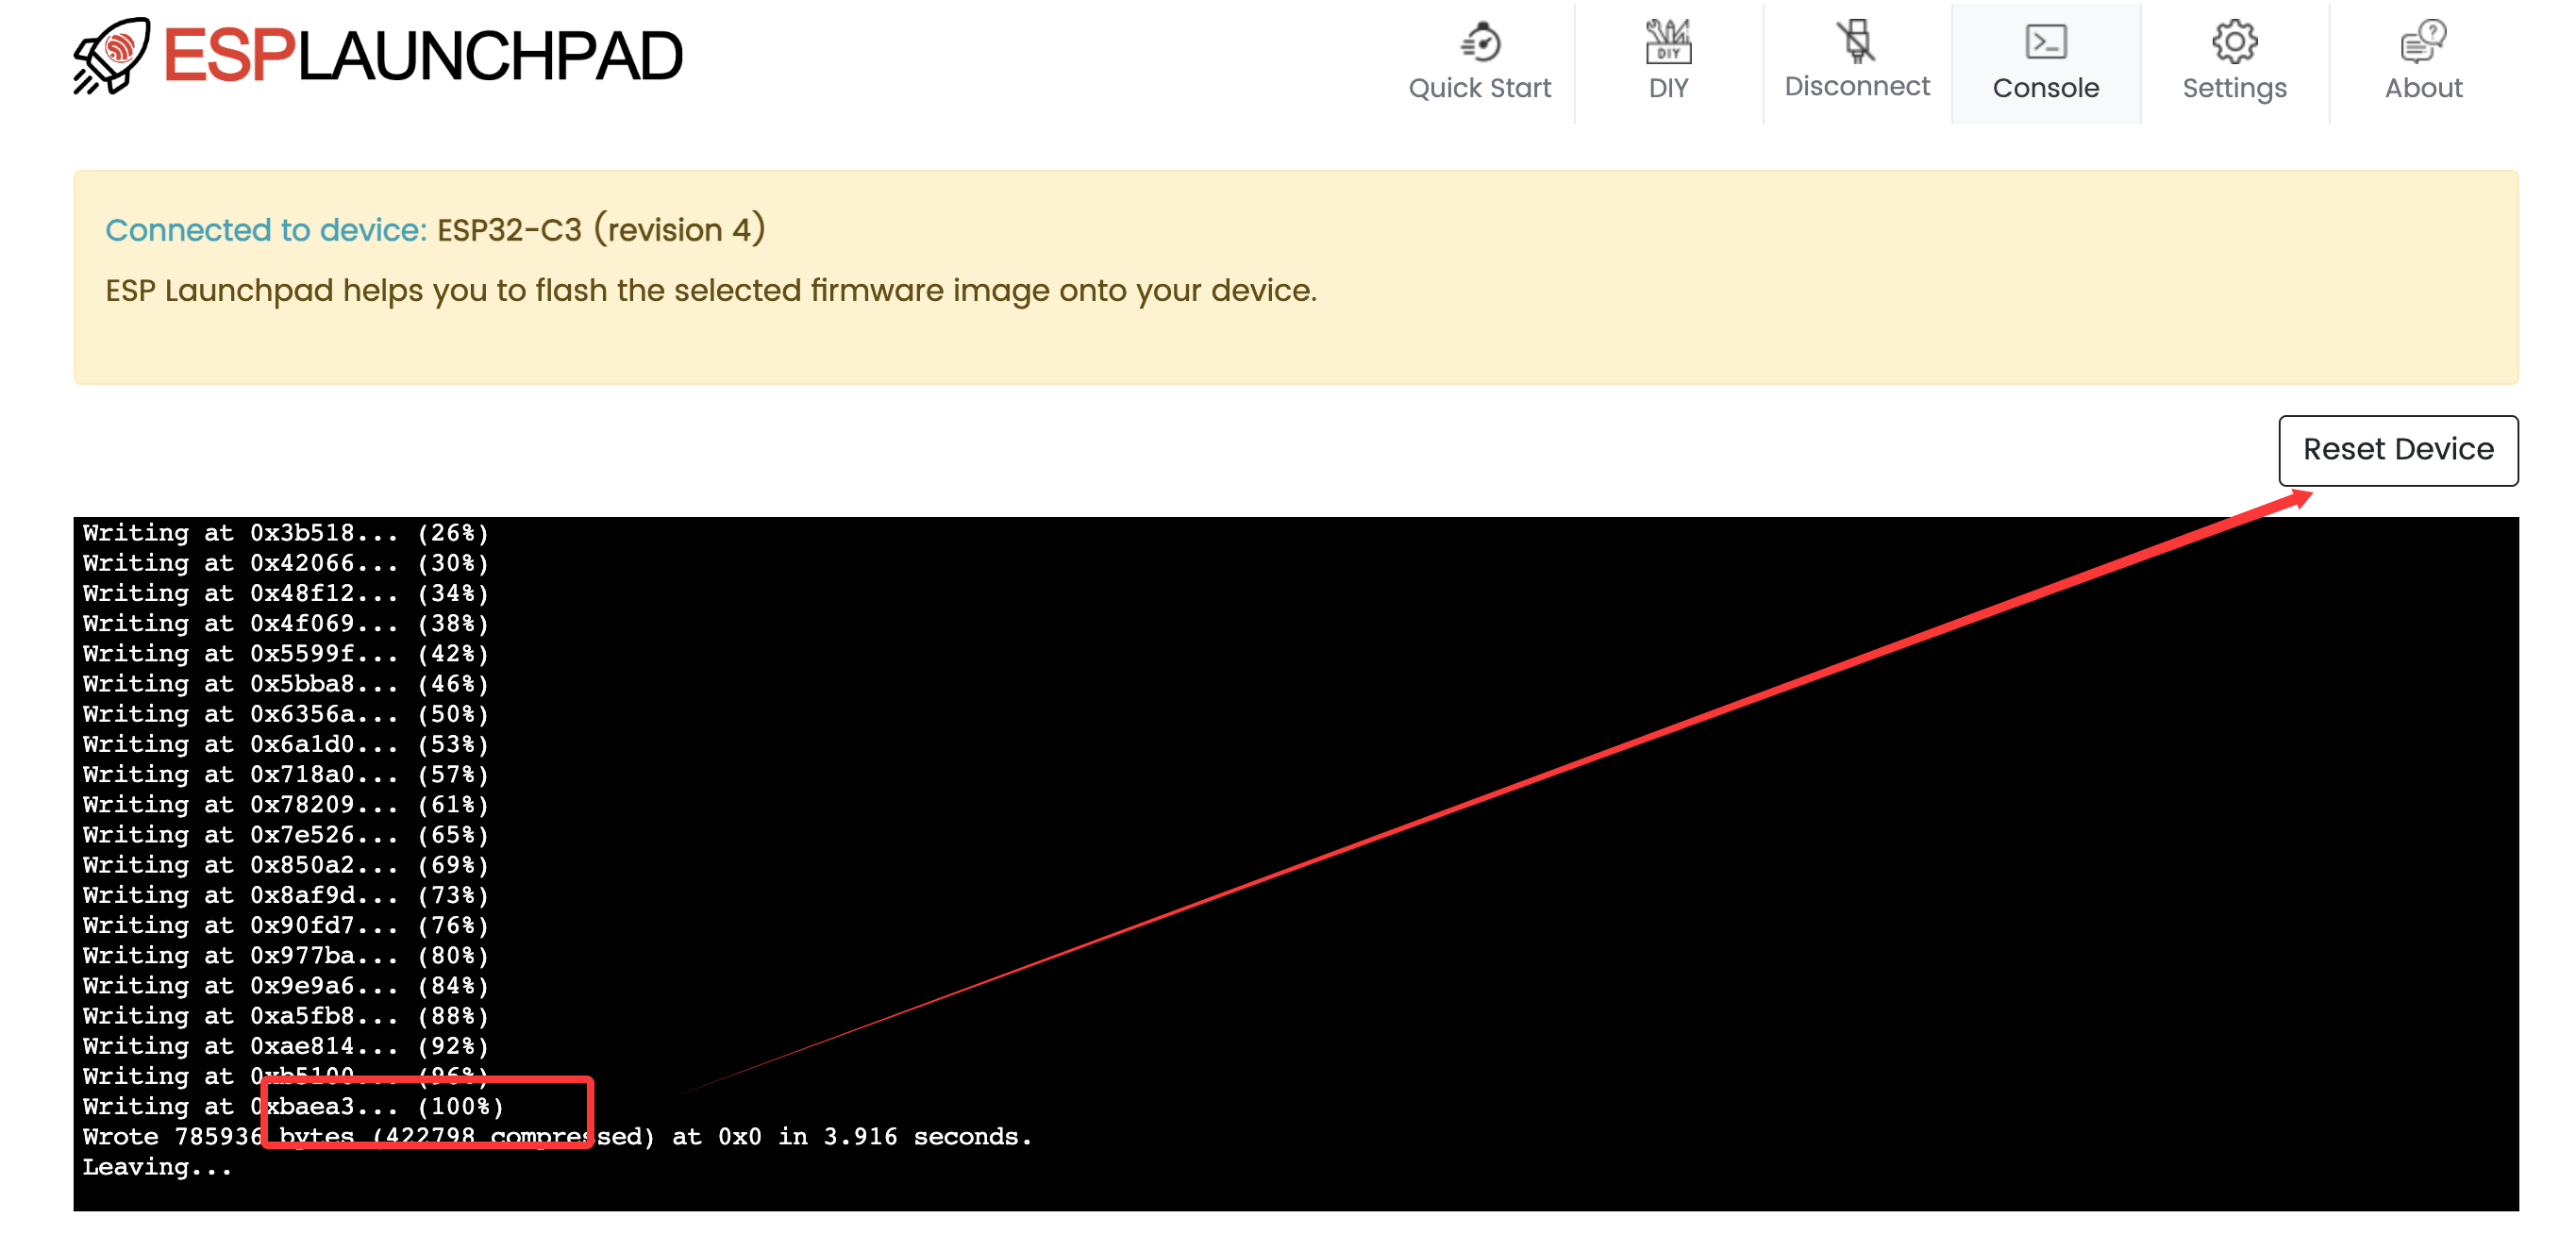 ESPLAUNCHPAD
Quick Start
DIY
DIY
Disconnect
Console
Settings
About
Connected to device: ESP32-C3 (revision 4)
ESP Launchpad helps you to flash the selected firmware image onto your device.
Reset Device
Writing at 0x3b518... (26%)
Writing at 0x42066... (30%)
Writing at 0x48f12... (34%)
Writing at 0x4f069... (38%)
Writing at 0x5599f... (42%)
Writing at 0x5bba8... (46%)
Writing at 0x6356a... (50%)
Writing at 0x6a1d0... (53%)
Writing at 0x718a0... (57%)
Writing at 0x78209... (61%)
Writing at 0x7e526... (65%)
Writing at 0x850a2... (69%)
Writing at 0x8af9d... (73%)
Writing at 0x90fd7... (76%)
Writing at 0x977ba... (80%)
Writing at 0x9e9a6... (84%)
Writing at 0xa5fb8... (88%)
Writing at 0xae814... (92%)
Writing at 0xb5100... (96%)
Writing at 0xbaea3... (100%)
Wrote 785936 bytes (422798 compressed) at 0x0 in 3.916 seconds.
Leaving...